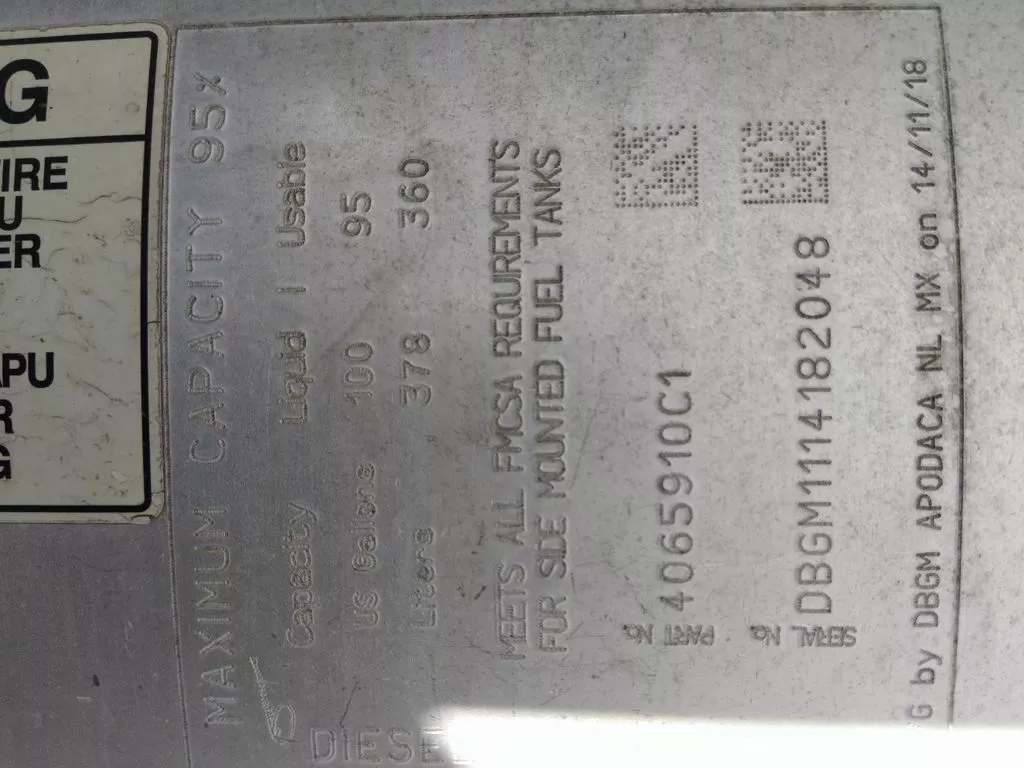 G
IRE
U
ER
APU
R
G
MAXIMUM CAPACITY 95%
Capacity Liquid | Usable
US Gallons 100 95
Liters 378 360
MEETS ALL FMCSA REQUIREMENTS
FOR SIDE MOUNTED FUEL TANKS
PART No 4065910C1
SERIAL No DBGM1114182048
G by DBGM APODACA NL MX on 14/11/18
DIESE